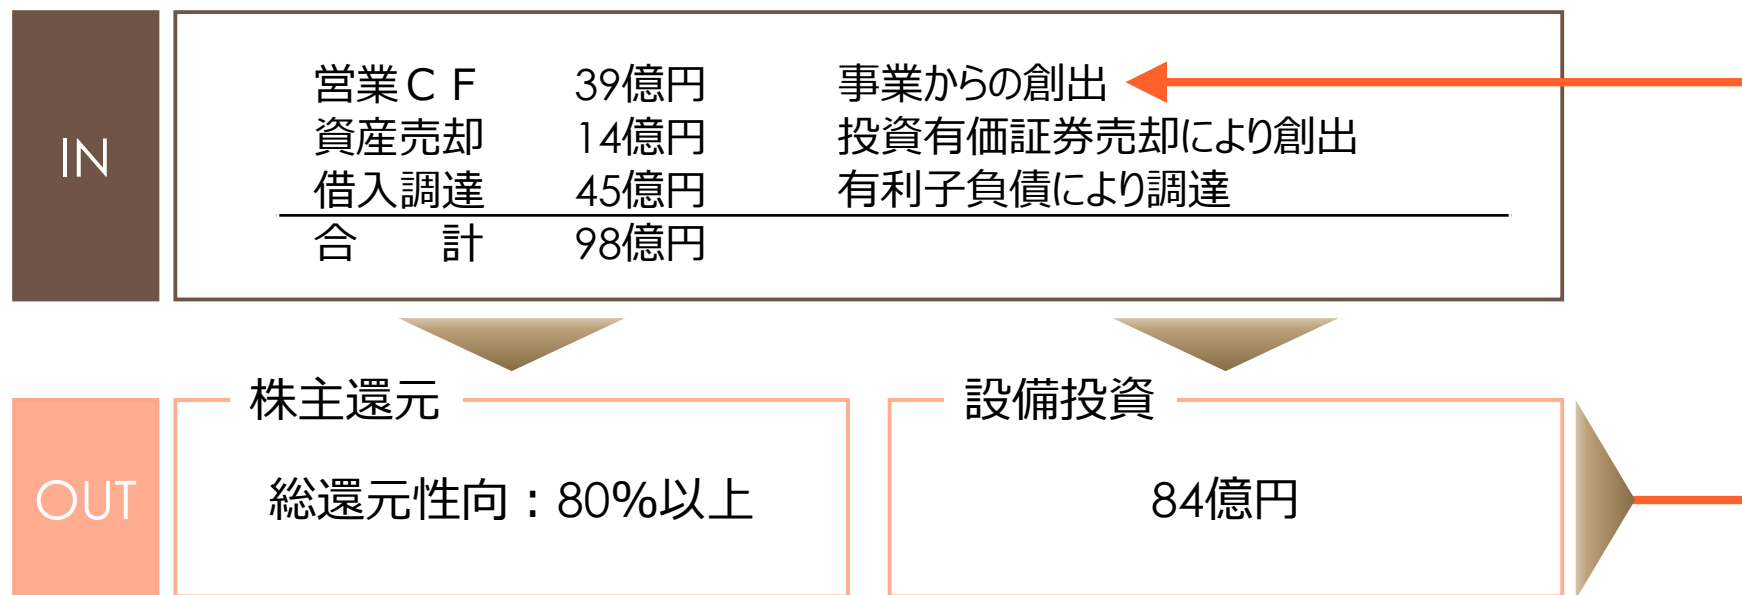 IN
営業ＣＦ 39億円 事業からの創出
資産売却 14億円 投資有価証券売却により創出
借入調達 45億円 有利子負債により調達
合　　計 98億円
OUT
株主還元
総還元性向：80%以上
設備投資
84億円